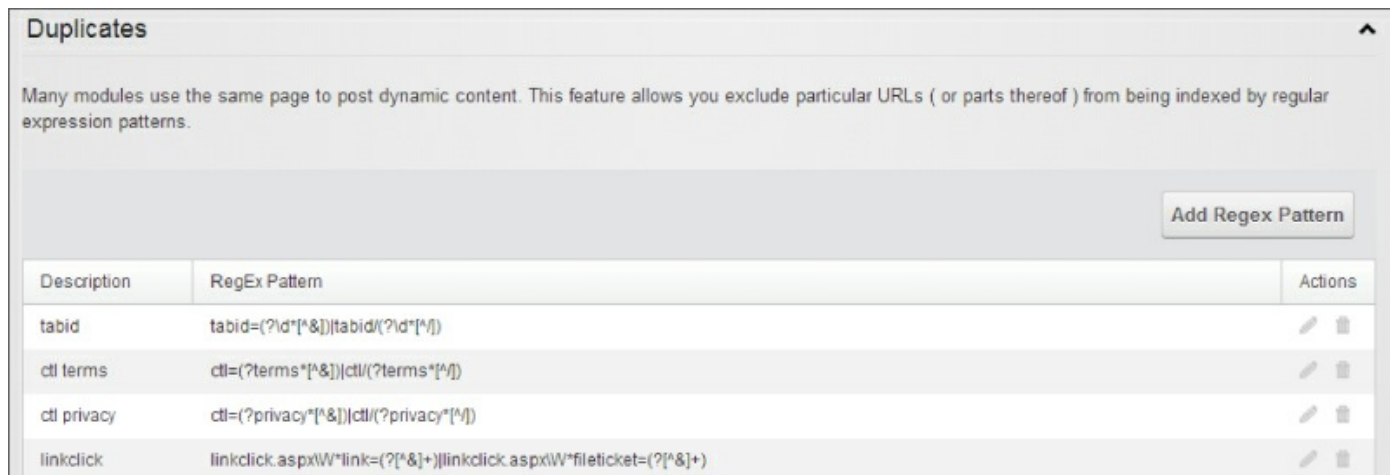 Duplicates
Many modules use the same page to post dynamic content. This feature allows you exclude particular URLs ( or parts thereof ) from being indexed by regular
expression patterns.
Add Regex Pattern
Description RegEx Pattern Actions
tabid tabid=(?\d*[^&])|tabid/(?\d*[^/])
ctl terms ctl=(?terms*[^&])|ctl/(?terms*[^/])
ctl privacy ctl=(?privacy*[^&])|ctl/(?privacy*[^/])
linkclick linkclick.aspx\W*link=(?[^&]+)|linkclick.aspx\W*fileticket=(?[^&]+)